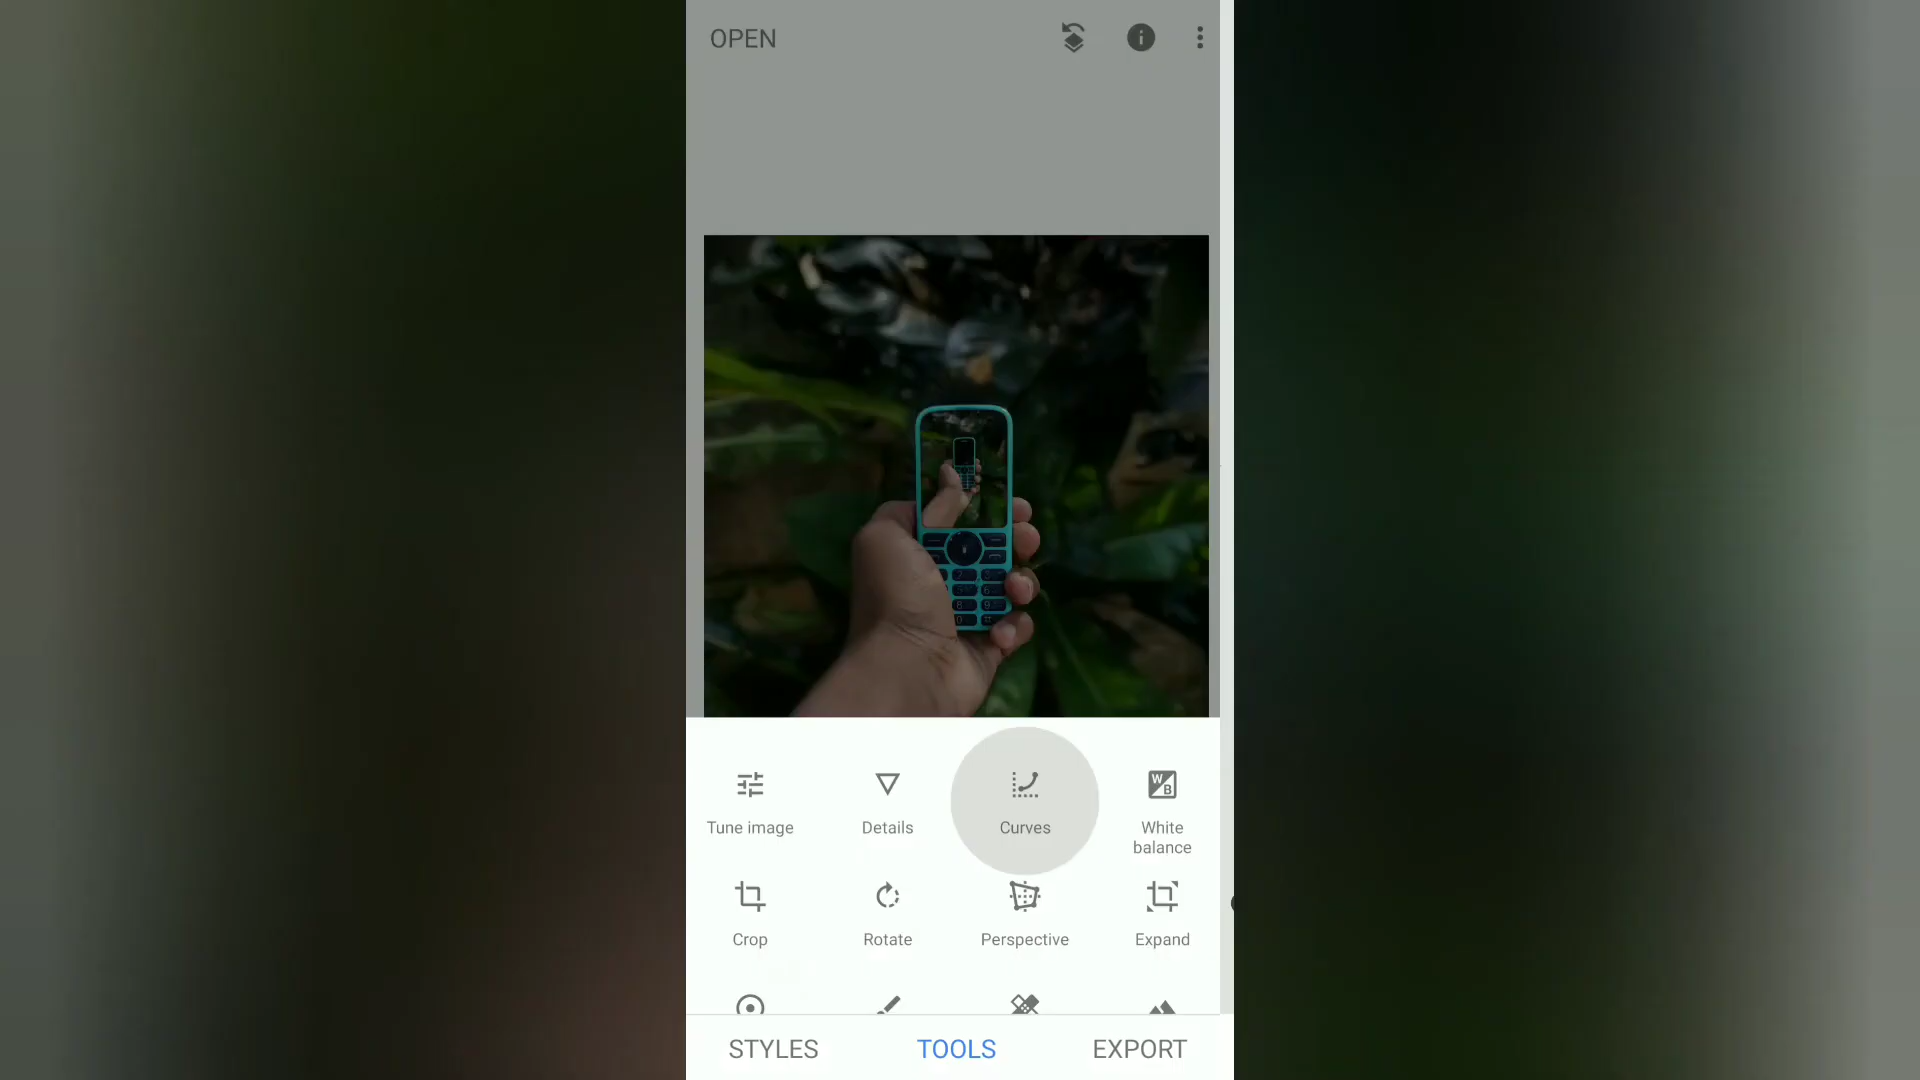 OPEN
Tune image
Details
Curves
White
balance
Crop
Rotate
Perspective
Expand
STYLES
TOOLS
EXPORT